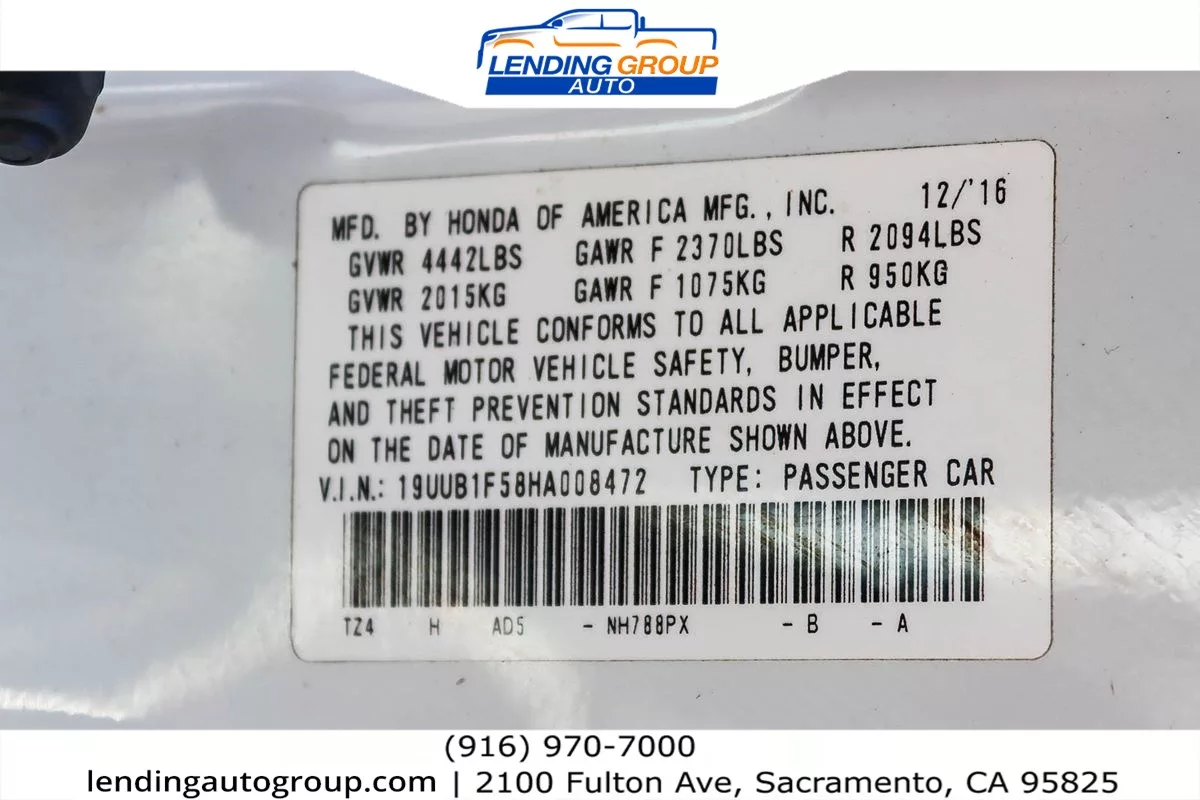 LENDING GROUP
AUTO
MFD. BY HONDA OF AMERICA MFG., INC. 12/'16
GVWR 4442LBS GAWR F 2370LBS R 2094LBS
GVWR 2015KG GAWR F 1075KG R 950KG
THIS VEHICLE CONFORMS TO ALL APPLICABLE
FEDERAL MOTOR VEHICLE SAFETY, BUMPER,
AND THEFT PREVENTION STANDARDS IN EFFECT
ON THE DATE OF MANUFACTURE SHOWN ABOVE.
V.I.N.: 19UUB1F58HA008472 TYPE: PASSENGER CAR
TZ4 H AD5 - NH788PX - B - A
(916) 970-7000
lendingautogroup.com | 2100 Fulton Ave, Sacramento, CA 95825